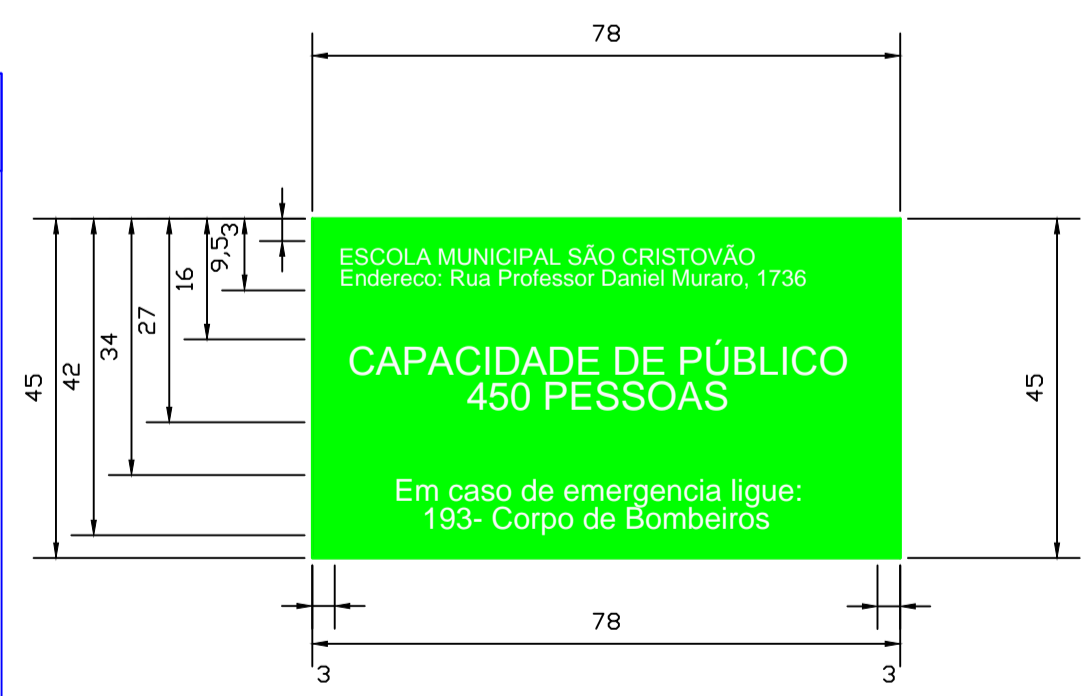 78
3
9,5
16
27
34
42
45
ESCOLA MUNICIPAL SÃO CRISTOVÃO
Endereco: Rua Professor Daniel Muraro, 1736
CAPACIDADE DE PÚBLICO
450 PESSOAS
Em caso de emergencia ligue:
193- Corpo de Bombeiros
45
78
3
3